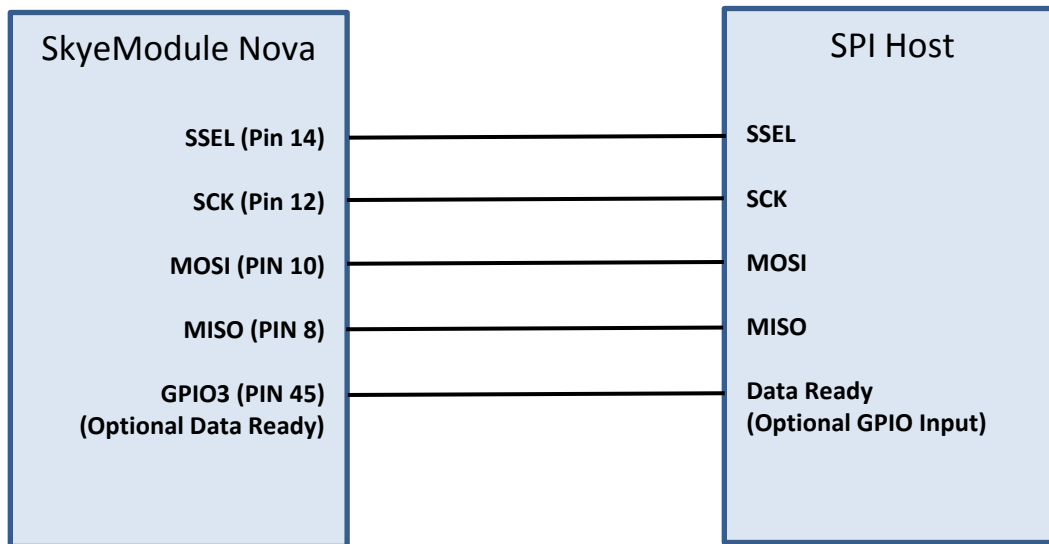 SkyeModule Nova
SSEL (Pin 14)
SCK (Pin 12)
MOSI (PIN 10)
MISO (PIN 8)
GPIO3 (PIN 45)
(Optional Data Ready)
SPI Host
SSEL
SCK
MOSI
MISO
Data Ready
(Optional GPIO Input)